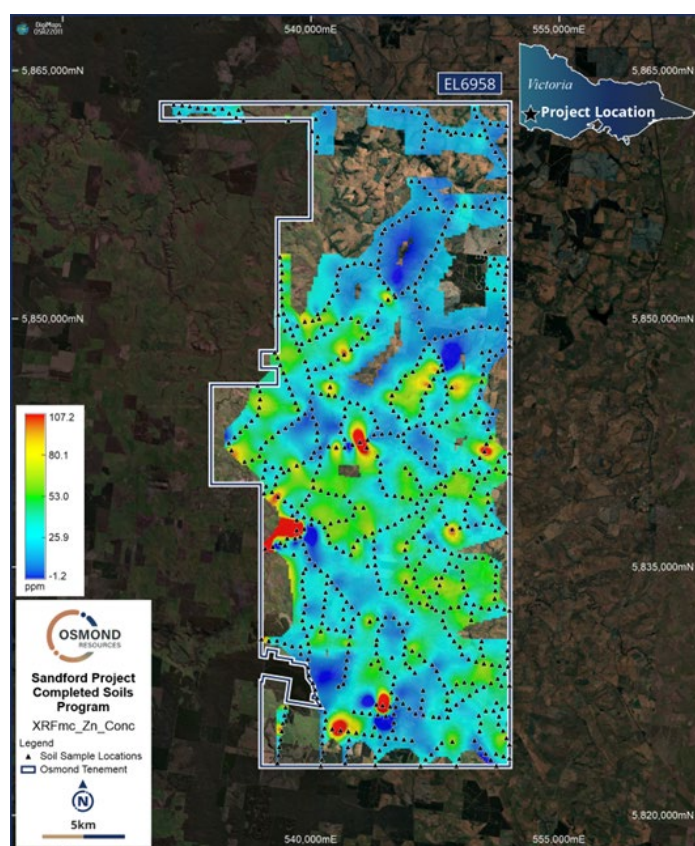 DigiMaps
OSR22011
540,000mE
555,000mE
5,865,000mN
5,865,000mN
EL6958
Victoria
Project Location
5,850,000mN
5,850,000mN
107.2
80.1
53.0
25.9
-1.2
ppm
5,835,000mN
OSMOND
RESOURCES
Sandford Project
Completed Soils
Program
XRFmc_Zn_Conc
Legend
Soil Sample Locations
Osmond Tenement
N
5km
5,820,000mN
540,000mE
555,000mE